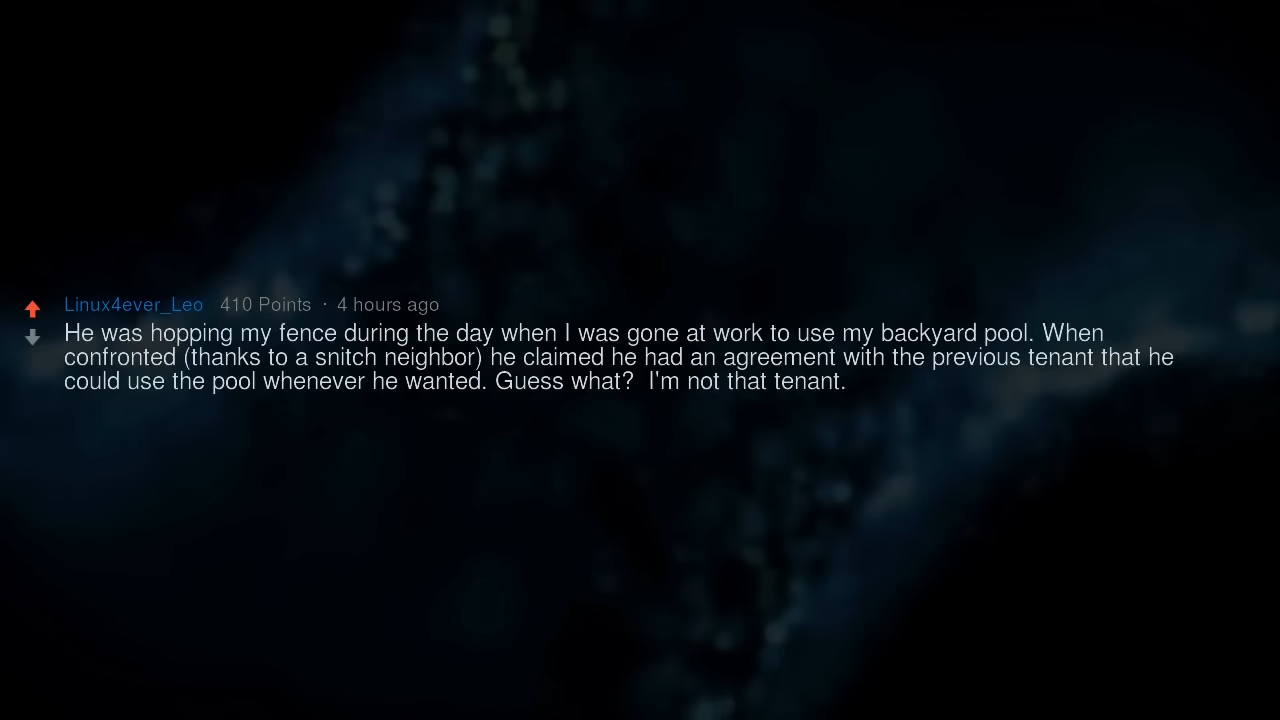 Linux4ever_Leo 410 Points · 4 hours ago
He was hopping my fence during the day when I was gone at work to use my backyard pool. When
confronted (thanks to a snitch neighbor) he claimed he had an agreement with the previous tenant that he
could use the pool whenever he wanted. Guess what?  I'm not that tenant.